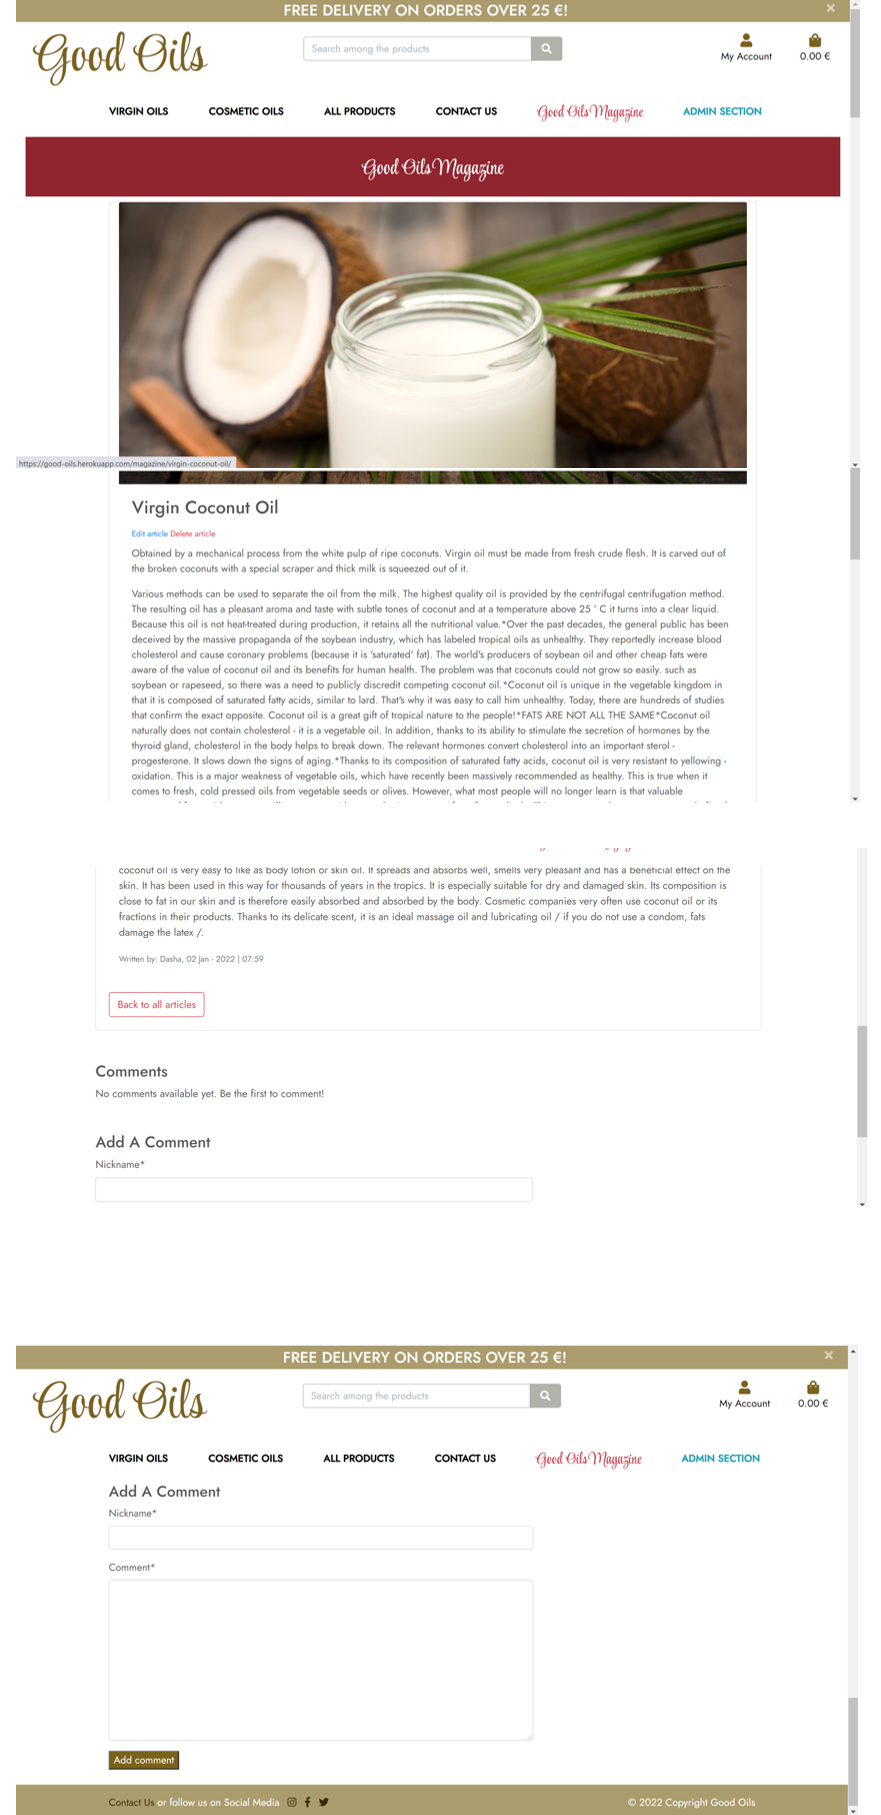 FREE DELIVERY ON ORDERS OVER 25 €!
Good Oils
Search among the products
My Account
0.00 €
VIRGIN OILS COSMETIC OILS ALL PRODUCTS CONTACT US Good Oils Magazine ADMIN SECTION
Good Oils Magazine
https://good-oils.herokuapp.com/magazine/virgin-coconut-oil/
Virgin Coconut Oil
Edit article Delete article
Obtained by a mechanical process from the white pulp of ripe coconuts. Virgin oil must be made from fresh crude flesh. It is carved out of
the broken coconuts with a special scraper and thick milk is squeezed out of it.
Various methods can be used to separate the oil from the milk. The highest quality oil is provided by the centrifugal centrifugation method.
The resulting oil has a pleasant aroma and taste with subtle tones of coconut and at a temperature above 25 ° C it turns into a clear liquid.
Because this oil is not heat-treated during production, it retains all the nutritional value.*Over the past decades, the general public has been
deceived by the massive propaganda of the soybean industry, which has labeled tropical oils as unhealthy. They reportedly increase blood
cholesterol and cause coronary problems (because it is 'saturated' fat). The world's producers of soybean oil and other cheap fats were
aware of the value of coconut oil and its benefits for human health. The problem was that coconuts could not grow so easily. such as
soybean or rapeseed, so there was a need to publicly discredit competing coconut oil.*Coconut oil is unique in the vegetable kingdom in
that it is composed of saturated fatty acids, similar to lard. That's why it was easy to call him unhealthy. Today, there are hundreds of studies
that confirm the exact opposite. Coconut oil is a great gift of tropical nature to the people!*FATS ARE NOT ALL THE SAME*Coconut oil
naturally does not contain cholesterol - it is a vegetable oil. In addition, thanks to its ability to stimulate the secretion of hormones by the
thyroid gland, cholesterol in the body helps to break down. The relevant hormones convert cholesterol into an important sterol -
progesterone. It slows down the signs of aging.*Thanks to its composition of saturated fatty acids, coconut oil is very resistant to yellowing -
oxidation. This is a major weakness of vegetable oils, which have recently been massively recommended as healthy. This is true when it
comes to fresh, cold pressed oils from vegetable seeds or olives. However, what most people will no longer learn is that valuable
coconut oil is very easy to like as body lotion or skin oil. It spreads and absorbs well, smells very pleasant and has a beneficial effect on the
skin. It has been used in this way for thousands of years in the tropics. It is especially suitable for dry and damaged skin. Its composition is
close to fat in our skin and is therefore easily absorbed and absorbed by the body. Cosmetic companies very often use coconut oil or its
fractions in their products. Thanks to its delicate scent, it is an ideal massage oil and lubricating oil / if you do not use a condom, fats
damage the latex /.
Written by: Dasha, 02 Jan - 2022 | 07:59
Back to all articles
Comments
No comments available yet. Be the first to comment!
Add A Comment
Nickname*
FREE DELIVERY ON ORDERS OVER 25 €!
Good Oils
Search among the products
My Account
0.00 €
VIRGIN OILS COSMETIC OILS ALL PRODUCTS CONTACT US Good Oils Magazine ADMIN SECTION
Add A Comment
Nickname*
Comment*
Add comment
Contact Us or follow us on Social Media
© 2022 Copyright Good Oils